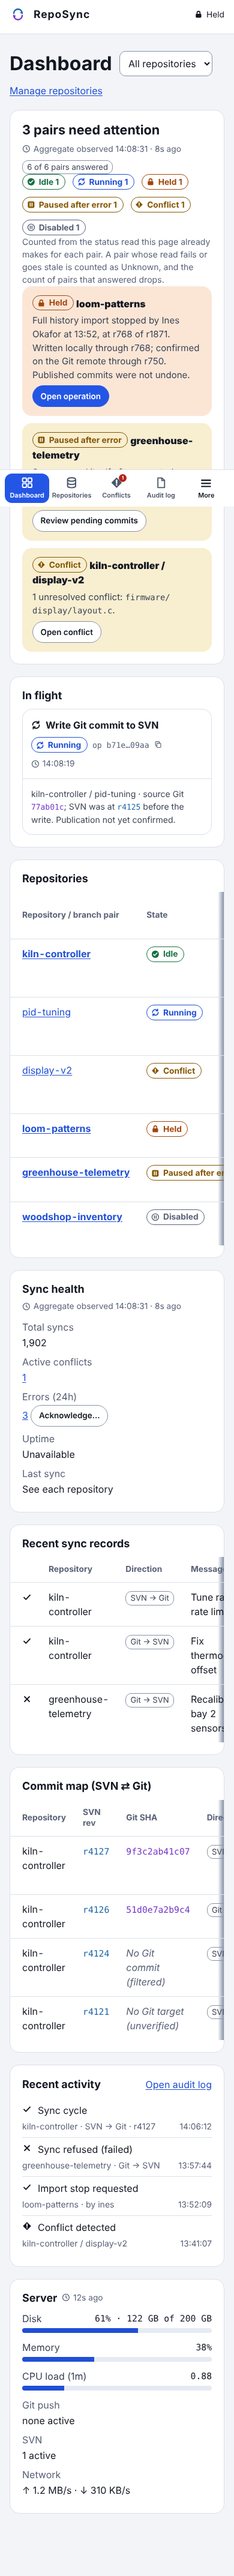 RepoSync
Held
Dashboard
All repositories
Manage repositories
3 pairs need attention
Aggregate observed 14:08:31 · 8s ago
6 of 6 pairs answered
Idle 1
Running 1
Held 1
Paused after error 1
Conflict 1
Disabled 1
Counted from the status read this page already
makes for each pair. A pair whose read fails or
goes stale is counted as Unknown, and the
count of pairs that answered drops.
Held loom-patterns
Full history import stopped by Ines
Okafor at 13:52, at r768 of r1871.
Written locally through r768; confirmed
on the Git remote through r750.
Published commits were not undone.
Open operation
Paused after error greenhouse-
telemetry
Dashboard
Repositories
1
Conflicts
Audit log
More
Review pending commits
Conflict kiln-controller /
display-v2
1 unresolved conflict: firmware/
display/layout.c.
Open conflict
In flight
Write Git commit to SVN
Running op b71e…09aa
14:08:19
kiln-controller / pid-tuning · source Git
77ab01c; SVN was at r4125 before the
write. Publication not yet confirmed.
Repositories
Repository / branch pair State
kiln-controller Idle
pid-tuning Running
display-v2 Conflict
loom-patterns Held
greenhouse-telemetry Paused after er
woodshop-inventory Disabled
Sync health
Aggregate observed 14:08:31 · 8s ago
Total syncs
1,902
Active conflicts
1
Errors (24h)
3 Acknowledge…
Uptime
Unavailable
Last sync
See each repository
Recent sync records
Repository Direction Messag
kiln-
controller
SVN → Git
Tune ra
rate lim
kiln-
controller
Git → SVN
Fix
thermo
offset
greenhouse-
telemetry
Git → SVN
Recalib
bay 2
sensors
Commit map (SVN ⇄ Git)
Repository
SVN
rev
Git SHA
Dire
kiln-
controller
r4127
9f3c2ab41c07
SVN
kiln-
controller
r4126
51d0e7a2b9c4
Git
kiln-
controller
r4124
No Git
commit
(filtered)
SVN
kiln-
controller
r4121
No Git target
(unverified)
SVN
Recent activity
Open audit log
Sync cycle
kiln-controller · SVN → Git · r4127 14:06:12
Sync refused (failed)
greenhouse-telemetry · Git → SVN 13:57:44
Import stop requested
loom-patterns · by ines 13:52:09
Conflict detected
kiln-controller / display-v2 13:41:07
Server 12s ago
Disk 61% · 122 GB of 200 GB
Memory 38%
CPU load (1m) 0.88
Git push
none active
SVN
1 active
Network
↑ 1.2 MB/s · ↓ 310 KB/s